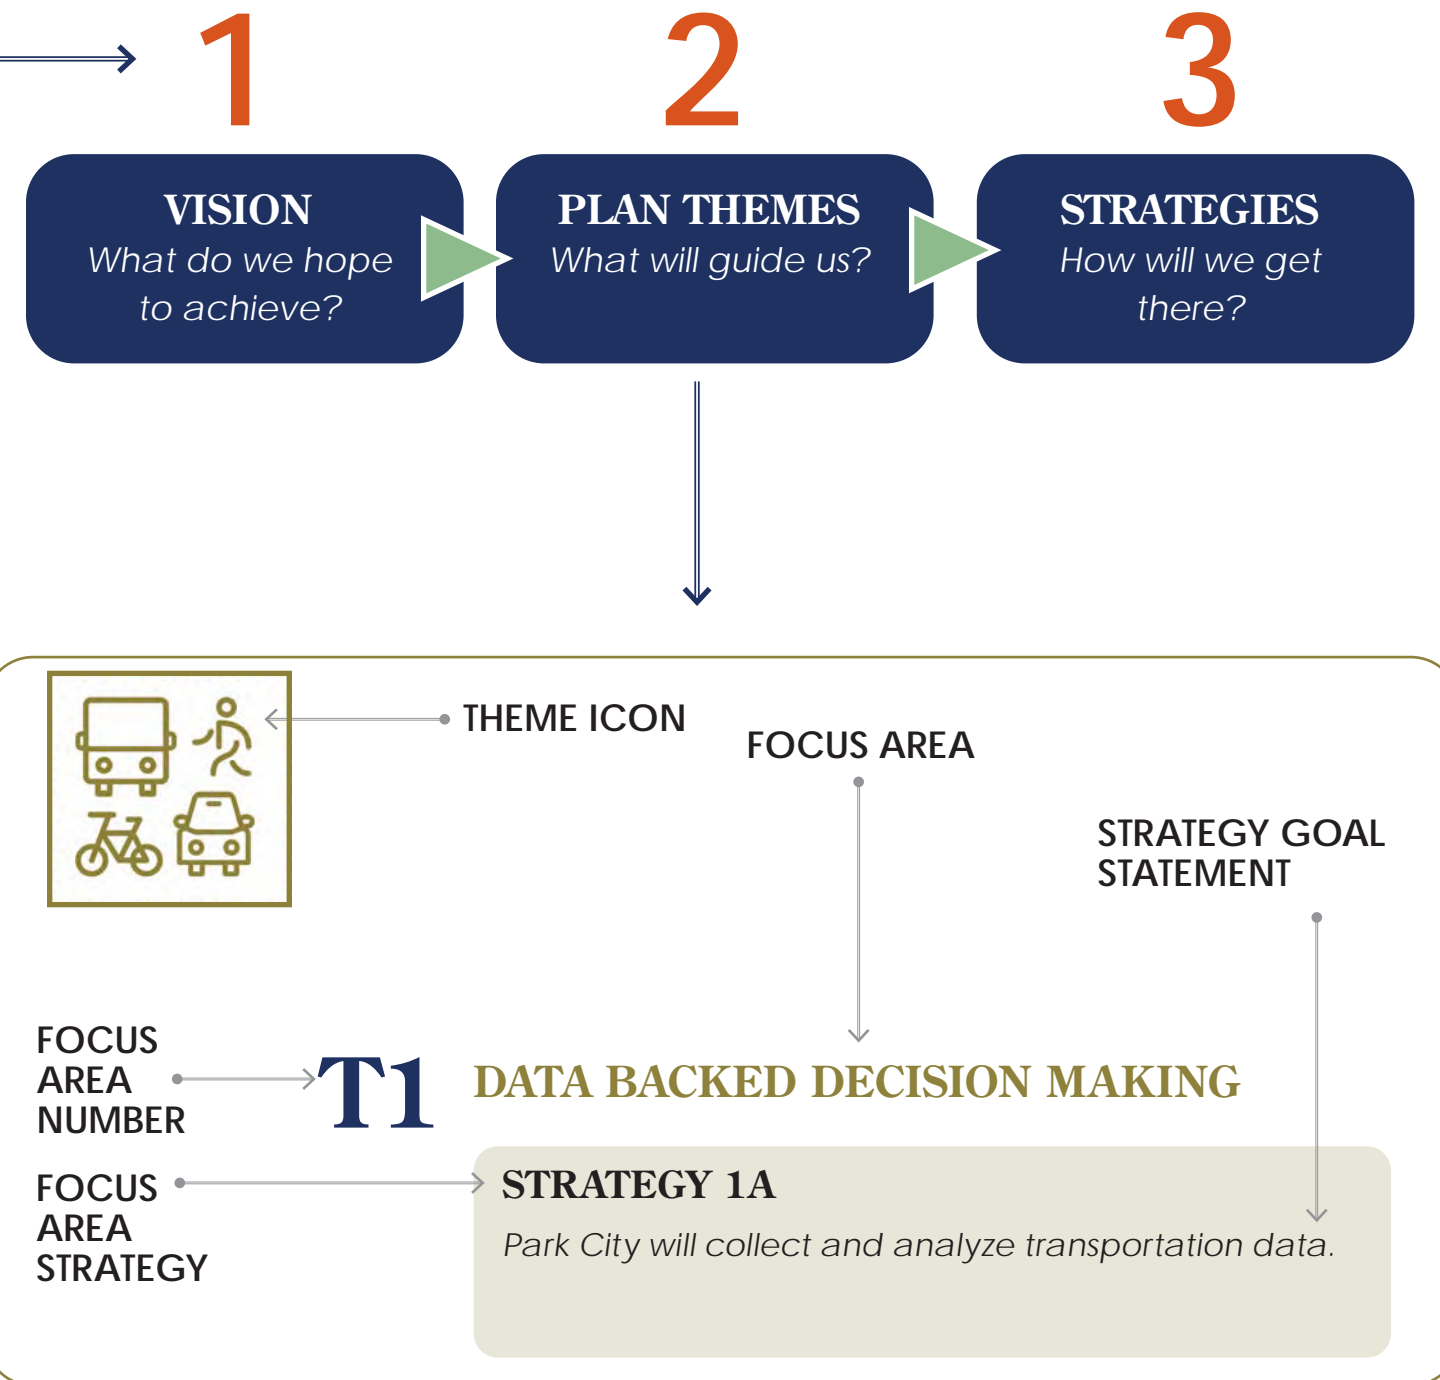 1
2
3
VISION
What do we hope
to achieve?
PLAN THEMES
What will guide us?
STRATEGIES
How will we get
there?
THEME ICON
FOCUS AREA
STRATEGY GOAL
STATEMENT
FOCUS
AREA
NUMBER
T1
DATA BACKED DECISION MAKING
FOCUS
AREA
STRATEGY
STRATEGY 1A
Park City will collect and analyze transportation data.